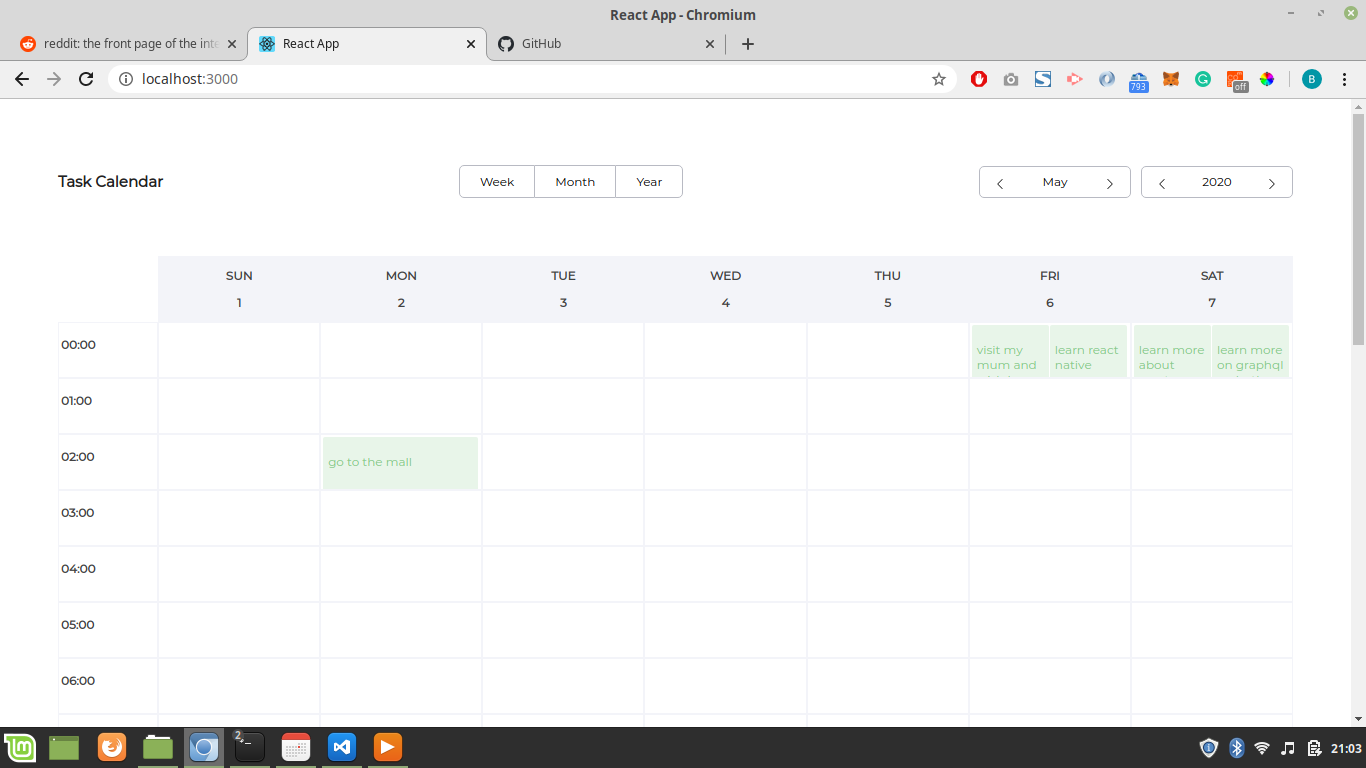 React App - Chromium
reddit: the front page of the inte
React App
GitHub
localhost:3000
793
off
B
Task Calendar
Week Month Year
May
2020
SUN MON TUE WED THU FRI SAT
1 2 3 4 5 6 7
00:00
visit my
mum and
learn react
native
learn more
about
learn more
on graphql
01:00
02:00
go to the mall
03:00
04:00
05:00
06:00
2
21:03